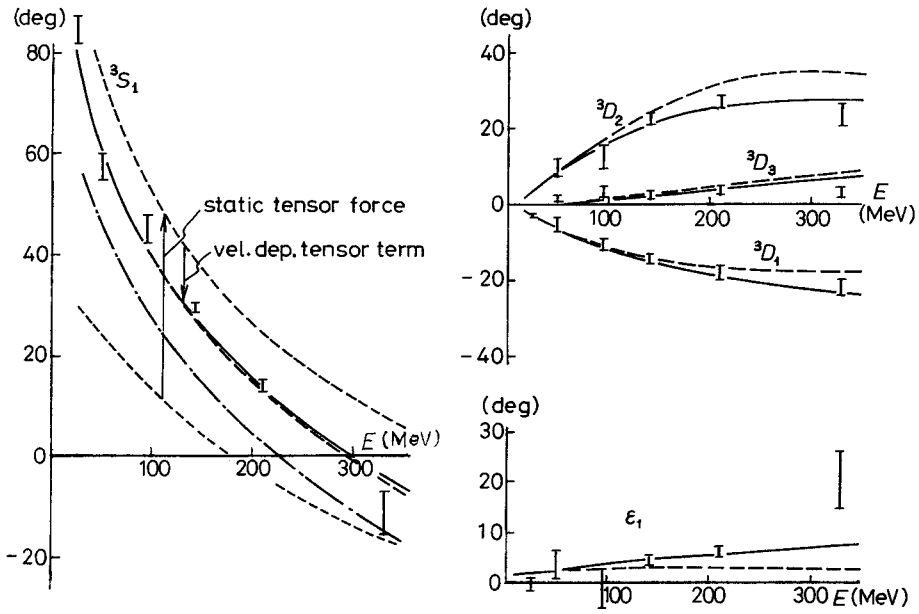 (deg)
80
³S₁
60
static tensor force
40
vel. dep. tensor term
20
E (MeV)
0
100
200
300
-20
(deg)
40
³D₂
20
³D₃
E
(MeV)
0
100
200
300
³D₁
-20
-40
(deg)
30
20
ε₁
10
0
100
200
300
E (MeV)